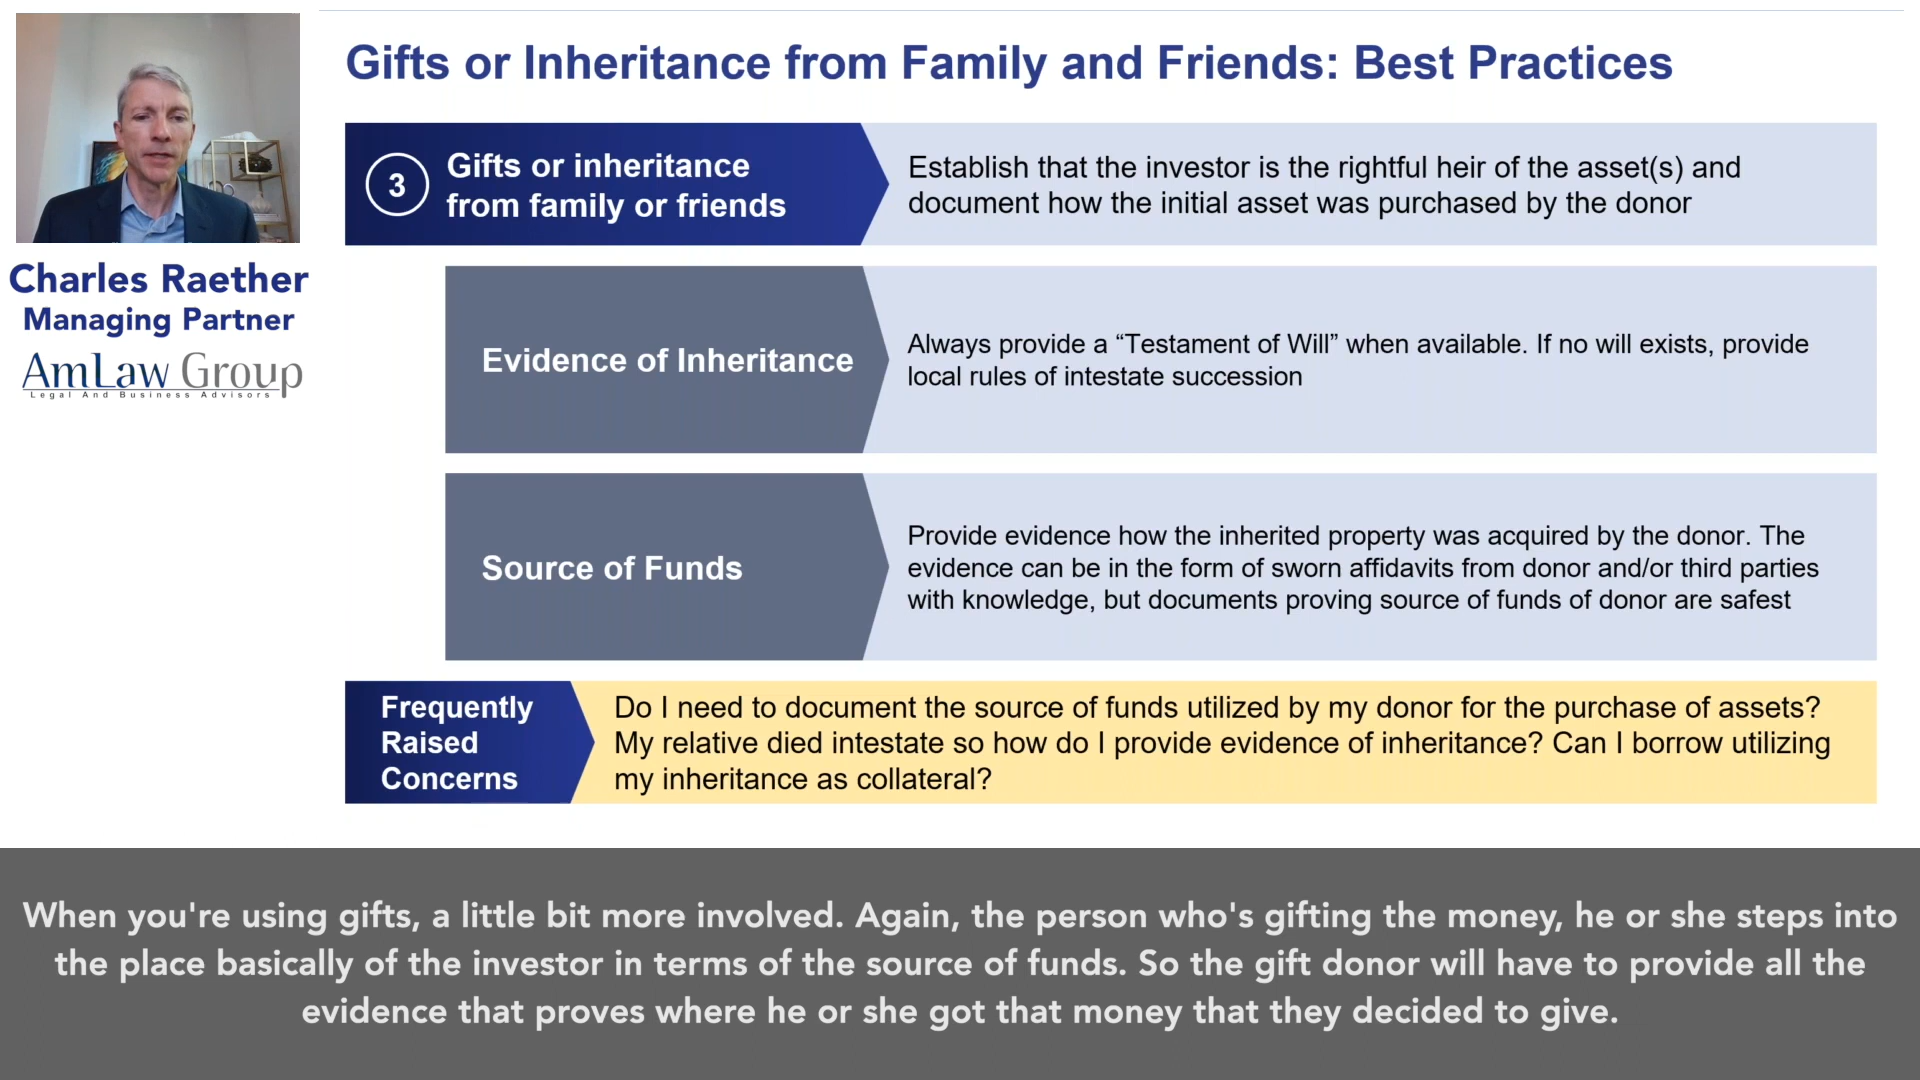 Gifts or Inheritance from Family and Friends: Best Practices
3
Gifts or inheritance
from family or friends
Establish that the investor is the rightful heir of the asset(s) and
document how the initial asset was purchased by the donor
Charles Raether
Managing Partner
AmLaw Group
Legal And Business Advisors
Evidence of Inheritance
Always provide a “Testament of Will” when available. If no will exists, provide
local rules of intestate succession
Source of Funds
Provide evidence how the inherited property was acquired by the donor. The
evidence can be in the form of sworn affidavits from donor and/or third parties
with knowledge, but documents proving source of funds of donor are safest
Frequently
Raised
Concerns
Do I need to document the source of funds utilized by my donor for the purchase of assets?
My relative died intestate so how do I provide evidence of inheritance? Can I borrow utilizing
my inheritance as collateral?
When you're using gifts, a little bit more involved. Again, the person who's gifting the money, he or she steps into
the place basically of the investor in terms of the source of funds. So the gift donor will have to provide all the
evidence that proves where he or she got that money that they decided to give.